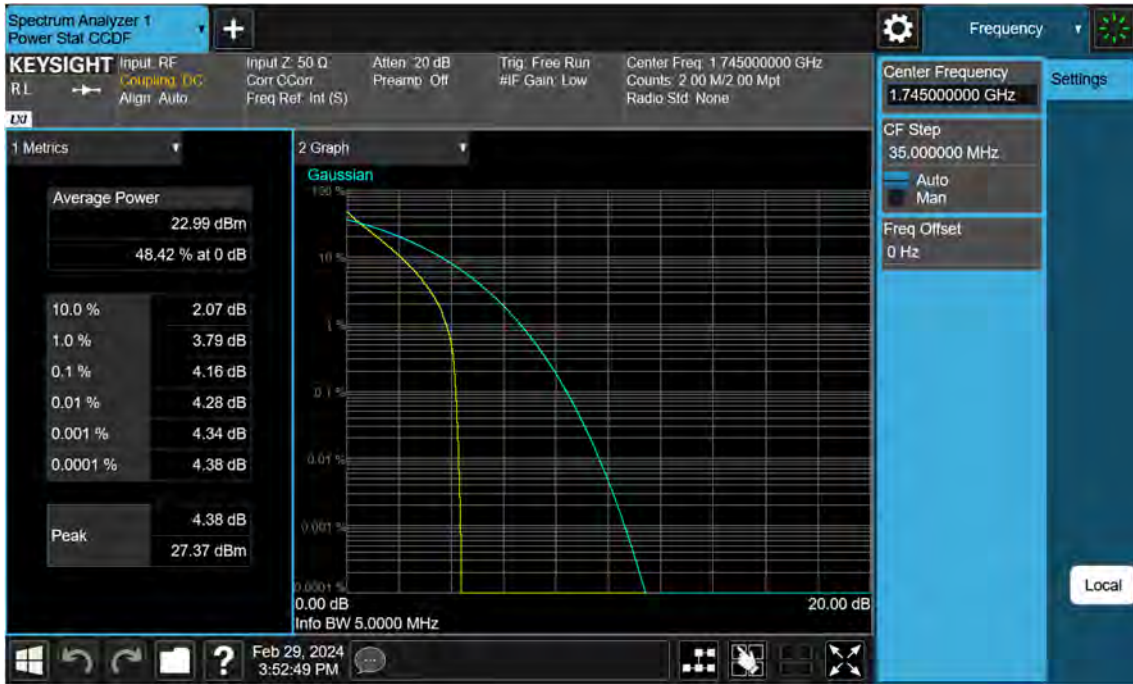 Spectrum Analyzer 1
Power Stat CCDF
+
Frequency
KEYSIGHT
Input: RF
Coupling: DC
Align: Auto
Input Z: 50 Ω
Corr CCorr
Freq Ref: Int (S)
Atten: 20 dB
Preamp: Off
Trig: Free Run
#IF Gain: Low
Center Freq: 1.745000000 GHz
Counts: 2.00 M/2.00 Mpt
Radio Std: None
R L
LXI
Center Frequency
1.745000000 GHz
Settings
CF Step
35.000000 MHz
Auto
Man
Freq Offset
0 Hz
Local
1 Metrics
Average Power
22.99 dBm
48.42 % at 0 dB
10.0 % 2.07 dB
1.0 % 3.79 dB
0.1 % 4.16 dB
0.01 % 4.28 dB
0.001 % 4.34 dB
0.0001 % 4.38 dB
Peak
4.38 dB
27.37 dBm
2 Graph
Gaussian
100 %
10 %
1 %
0.1 %
0.01 %
0.001 %
0.0001 %
0.00 dB 20.00 dB
Info BW 5.0000 MHz
?
Feb 29, 2024
3:52:49 PM